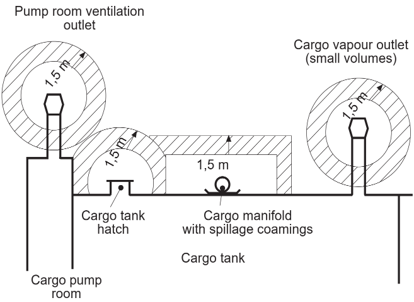 Pump room ventilation
outlet
Cargo vapour outlet
(small volumes)
1,5 m
1,5 m
1,5 m
1,5 m
Cargo tank
hatch
Cargo manifold
with spillage coamings
Cargo tank
Cargo pump
room